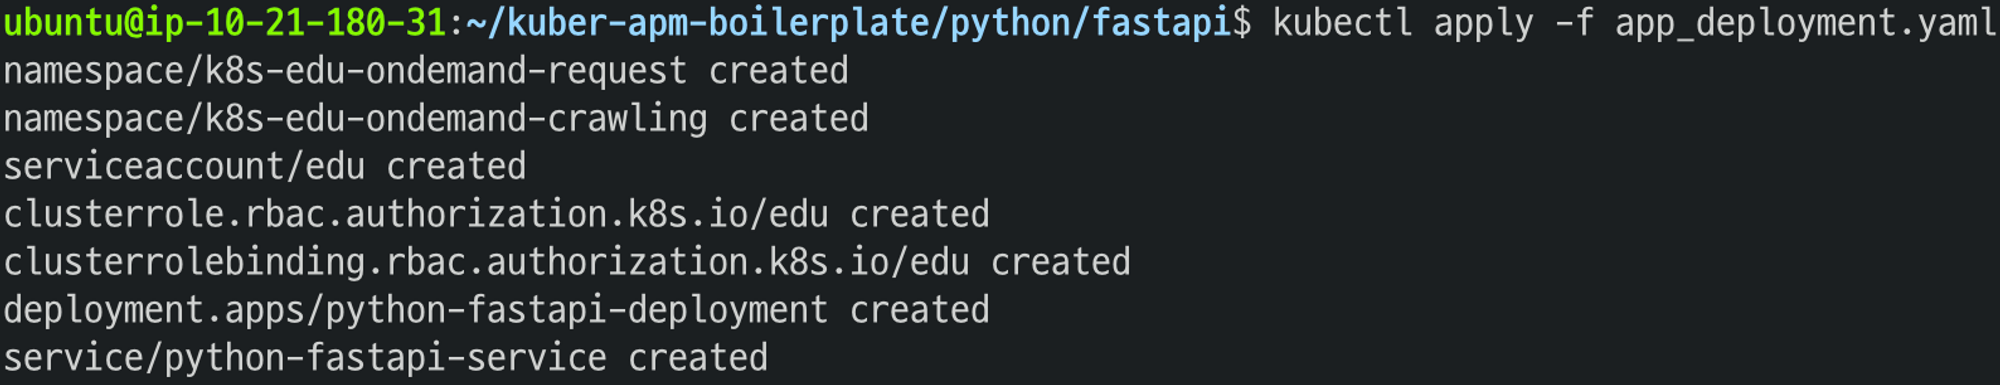 ubuntu@ip-10-21-180-31:~/kuber-apm-boilerplate/python/fastapi$ kubectl apply -f app_deployment.yaml
namespace/k8s-edu-ondemand-request created
namespace/k8s-edu-ondemand-crawling created
serviceaccount/edu created
clusterrole.rbac.authorization.k8s.io/edu created
clusterrolebinding.rbac.authorization.k8s.io/edu created
deployment.apps/python-fastapi-deployment created
service/python-fastapi-service created